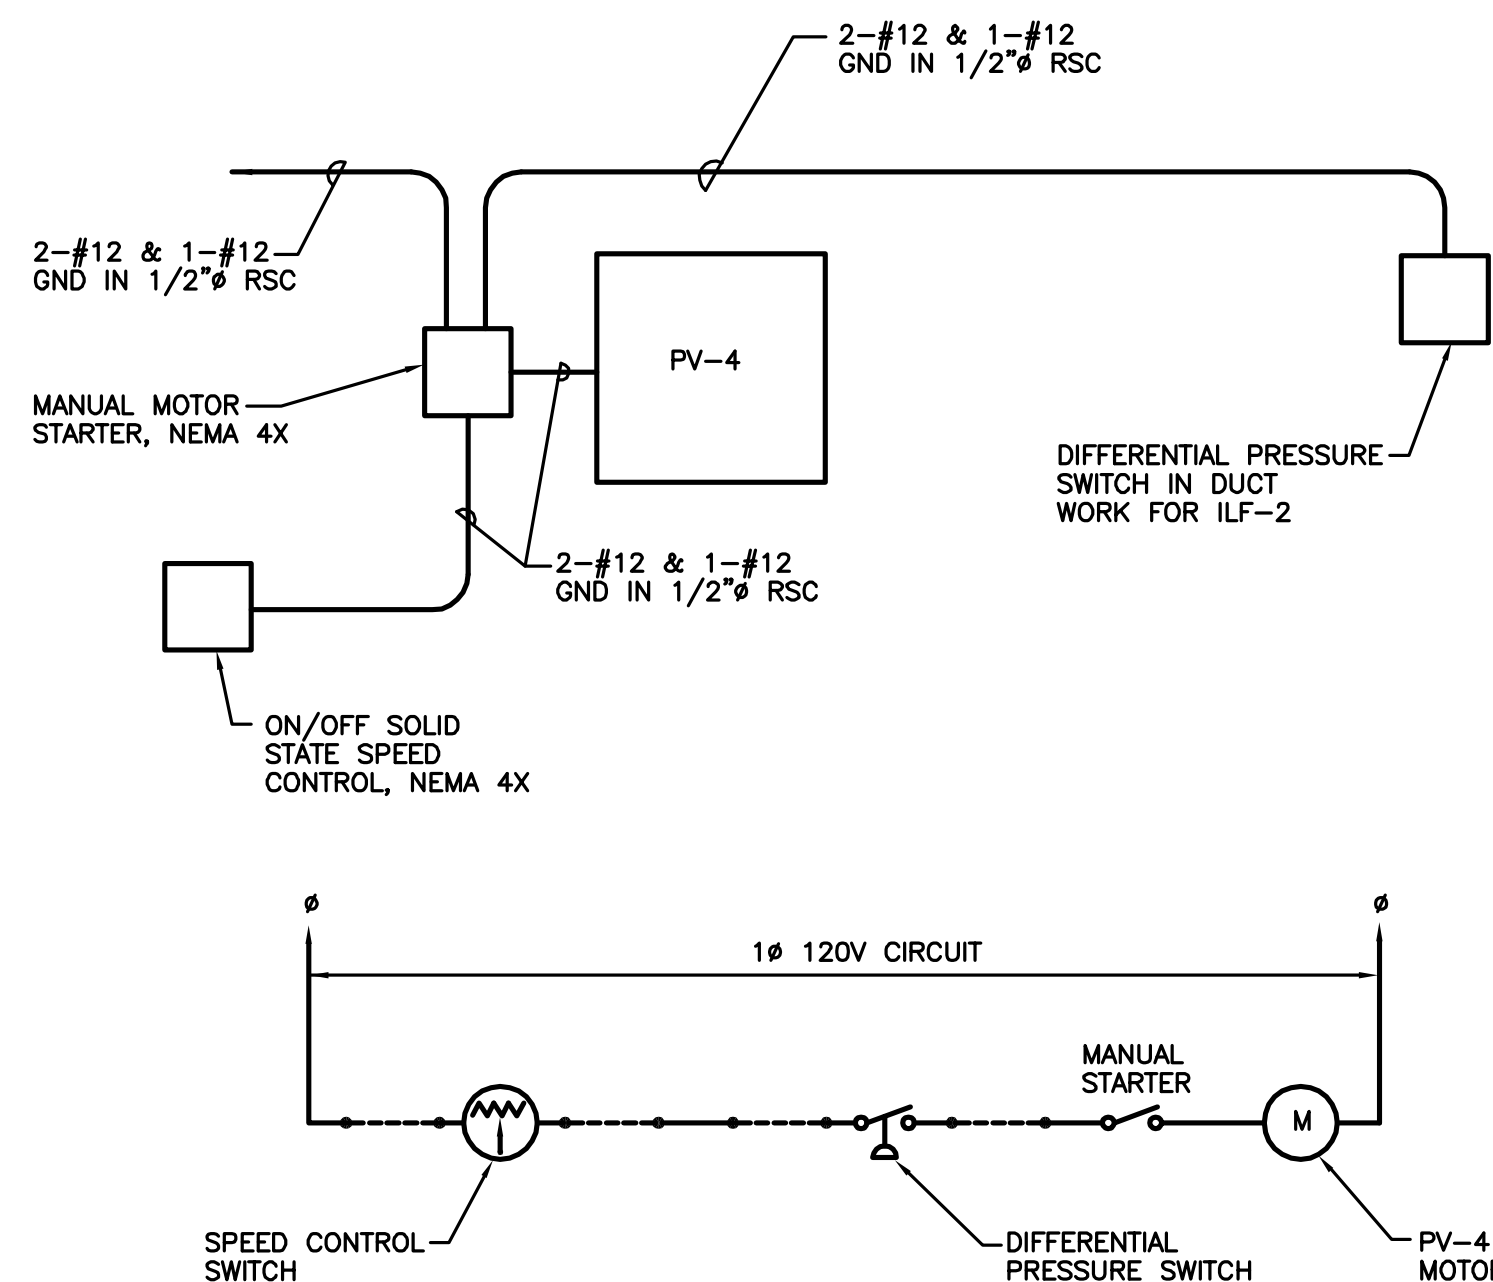 2-#12 & 1-#12
GND IN 1/2"ø RSC
2-#12 & 1-#12
GND IN 1/2"ø RSC
PV-4
MANUAL MOTOR
STARTER, NEMA 4X
DIFFERENTIAL PRESSURE
SWITCH IN DUCT
WORK FOR ILF-2
2-#12 & 1-#12
GND IN 1/2"ø RSC
ON/OFF SOLID
STATE SPEED
CONTROL, NEMA 4X
ø
ø
1ø 120V CIRCUIT
MANUAL
STARTER
M
SPEED CONTROL
SWITCH
DIFFERENTIAL
PRESSURE SWITCH
PV-4
MOTOR